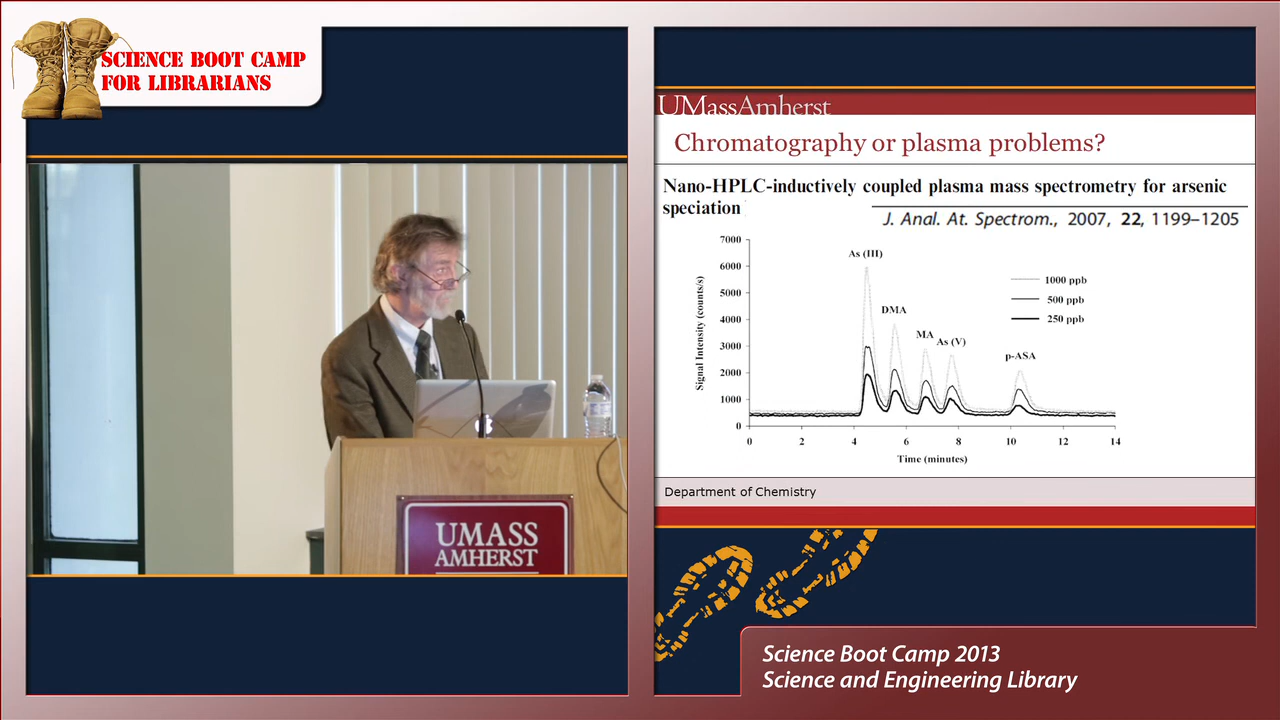 SCIENCE BOOT CAMP
FOR LIBRARIANS
UMASS
AMHERST
UMassAmherst
Chromatography or plasma problems?
Nano-HPLC-inductively coupled plasma mass spectrometry for arsenic
speciation
J. Anal. At. Spectrom., 2007, 22, 1199–1205
7000
6000
5000
4000
3000
2000
1000
0
Signal Intensity (counts/s)
As (III)
DMA
MA
As (V)
p-ASA
1000 ppb
500 ppb
250 ppb
0 2 4 6 8 10 12 14
Time (minutes)
Department of Chemistry
Science Boot Camp 2013
Science and Engineering Library